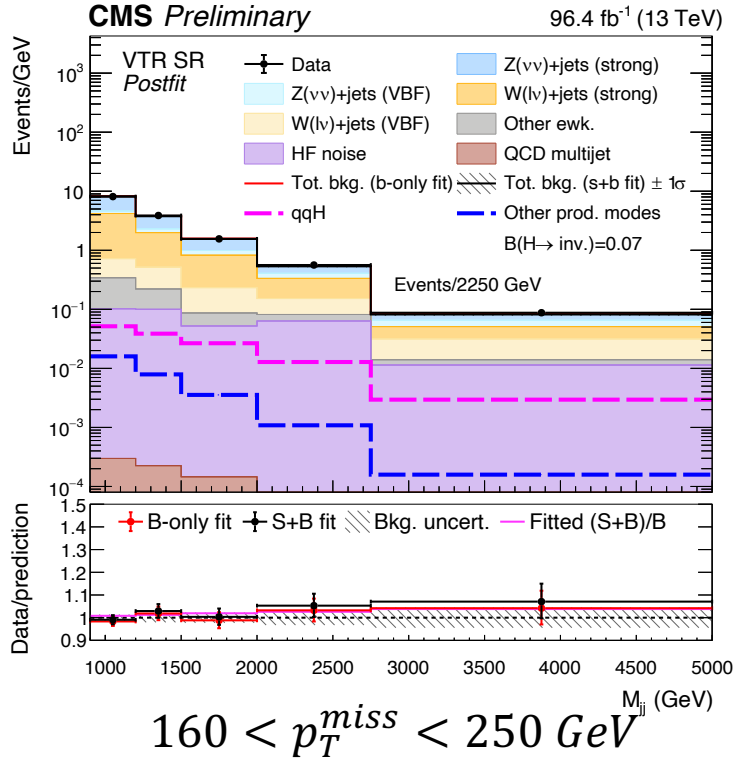 CMS Preliminary 96.4 fb⁻¹ (13 TeV)
Events/GeV
VTR SR
Postfit
Data
Z(νν)+jets (strong)
Z(νν)+jets (VBF)
W(lν)+jets (strong)
W(lν)+jets (VBF)
Other ewk.
HF noise
QCD multijet
Tot. bkg. (b-only fit)
Tot. bkg. (s+b fit) ± 1σ
qqH
Other prod. modes
B(H→ inv.)=0.07
Events/2250 GeV
10³
10²
10
1
10⁻¹
10⁻²
10⁻³
10⁻⁴
Data/prediction
1.5
1.4
1.3
1.2
1.1
1.0
0.9
B-only fit S+B fit Bkg. uncert. Fitted (S+B)/B
1000 1500 2000 2500 3000 3500 4000 4500 5000
M_jj (GeV)
160 < p_T^miss < 250 GeV